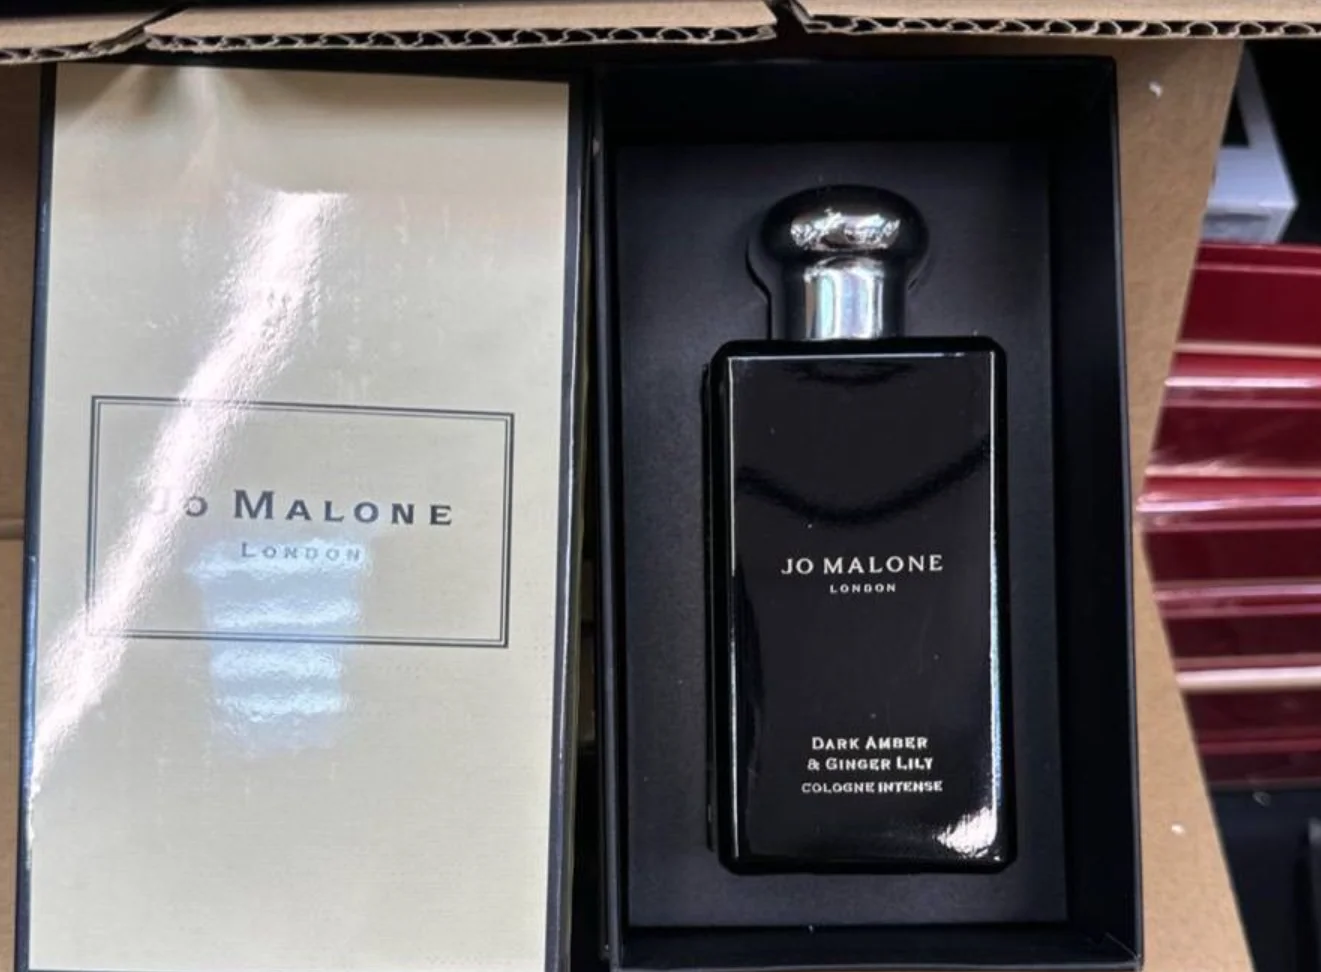 Jo Malone
London
JO MALONE
LONDON
Dark Amber
& Ginger Lily
COLOGNE INTENSE